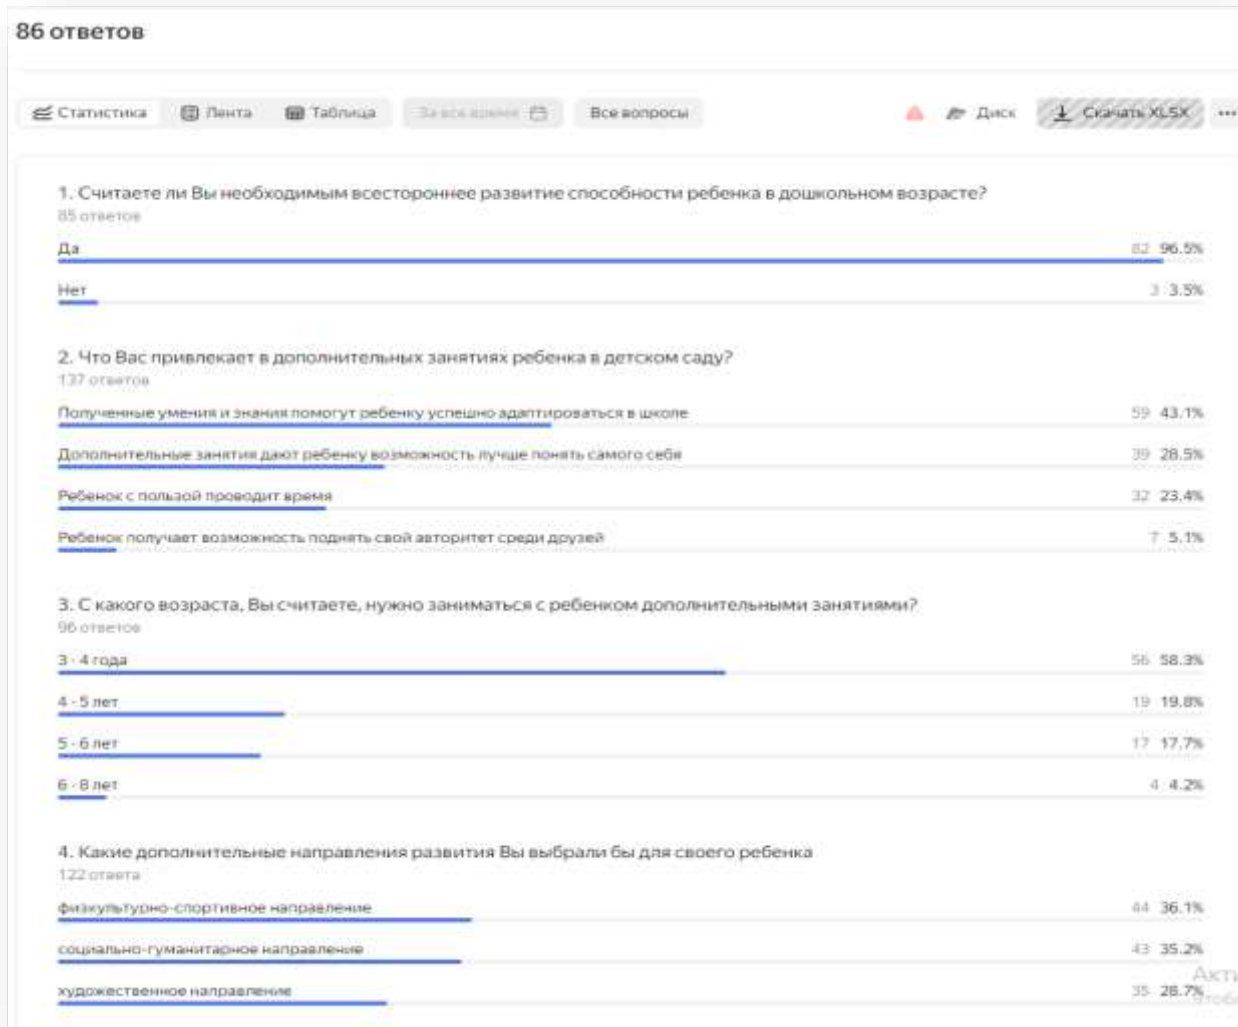 86 ответов
Статистика Лента Таблица За все время Все вопросы Диск Скачать XLSX
1. Считаете ли Вы необходимым всестороннее развитие способности ребенка в дошкольном возрасте?
85 ответов
Да 82 96.5%
Нет 3 3.5%
2. Что Вас привлекает в дополнительных занятиях ребенка в детском саду?
137 ответов
Полученные умения и знания помогут ребенку успешно адаптироваться в школе 59 43.1%
Дополнительные занятия дают ребенку возможность лучше понять самого себя 39 28.5%
Ребенок с пользой проводит время 32 23.4%
Ребенок получает возможность поднять свой авторитет среди друзей 7 5.1%
3. С какого возраста, Вы считаете, нужно заниматься с ребенком дополнительными занятиями?
96 ответов
3 - 4 года 56 58.3%
4 - 5 лет 19 19.8%
5 - 6 лет 17 17.7%
6 - 8 лет 4 4.2%
4. Какие дополнительные направления развития Вы выбрали бы для своего ребенка
122 ответа
физкультурно-спортивное направление 44 36.1%
социально-гуманитарное направление 43 35.2%
Акти
художественное направление 35 28.7%